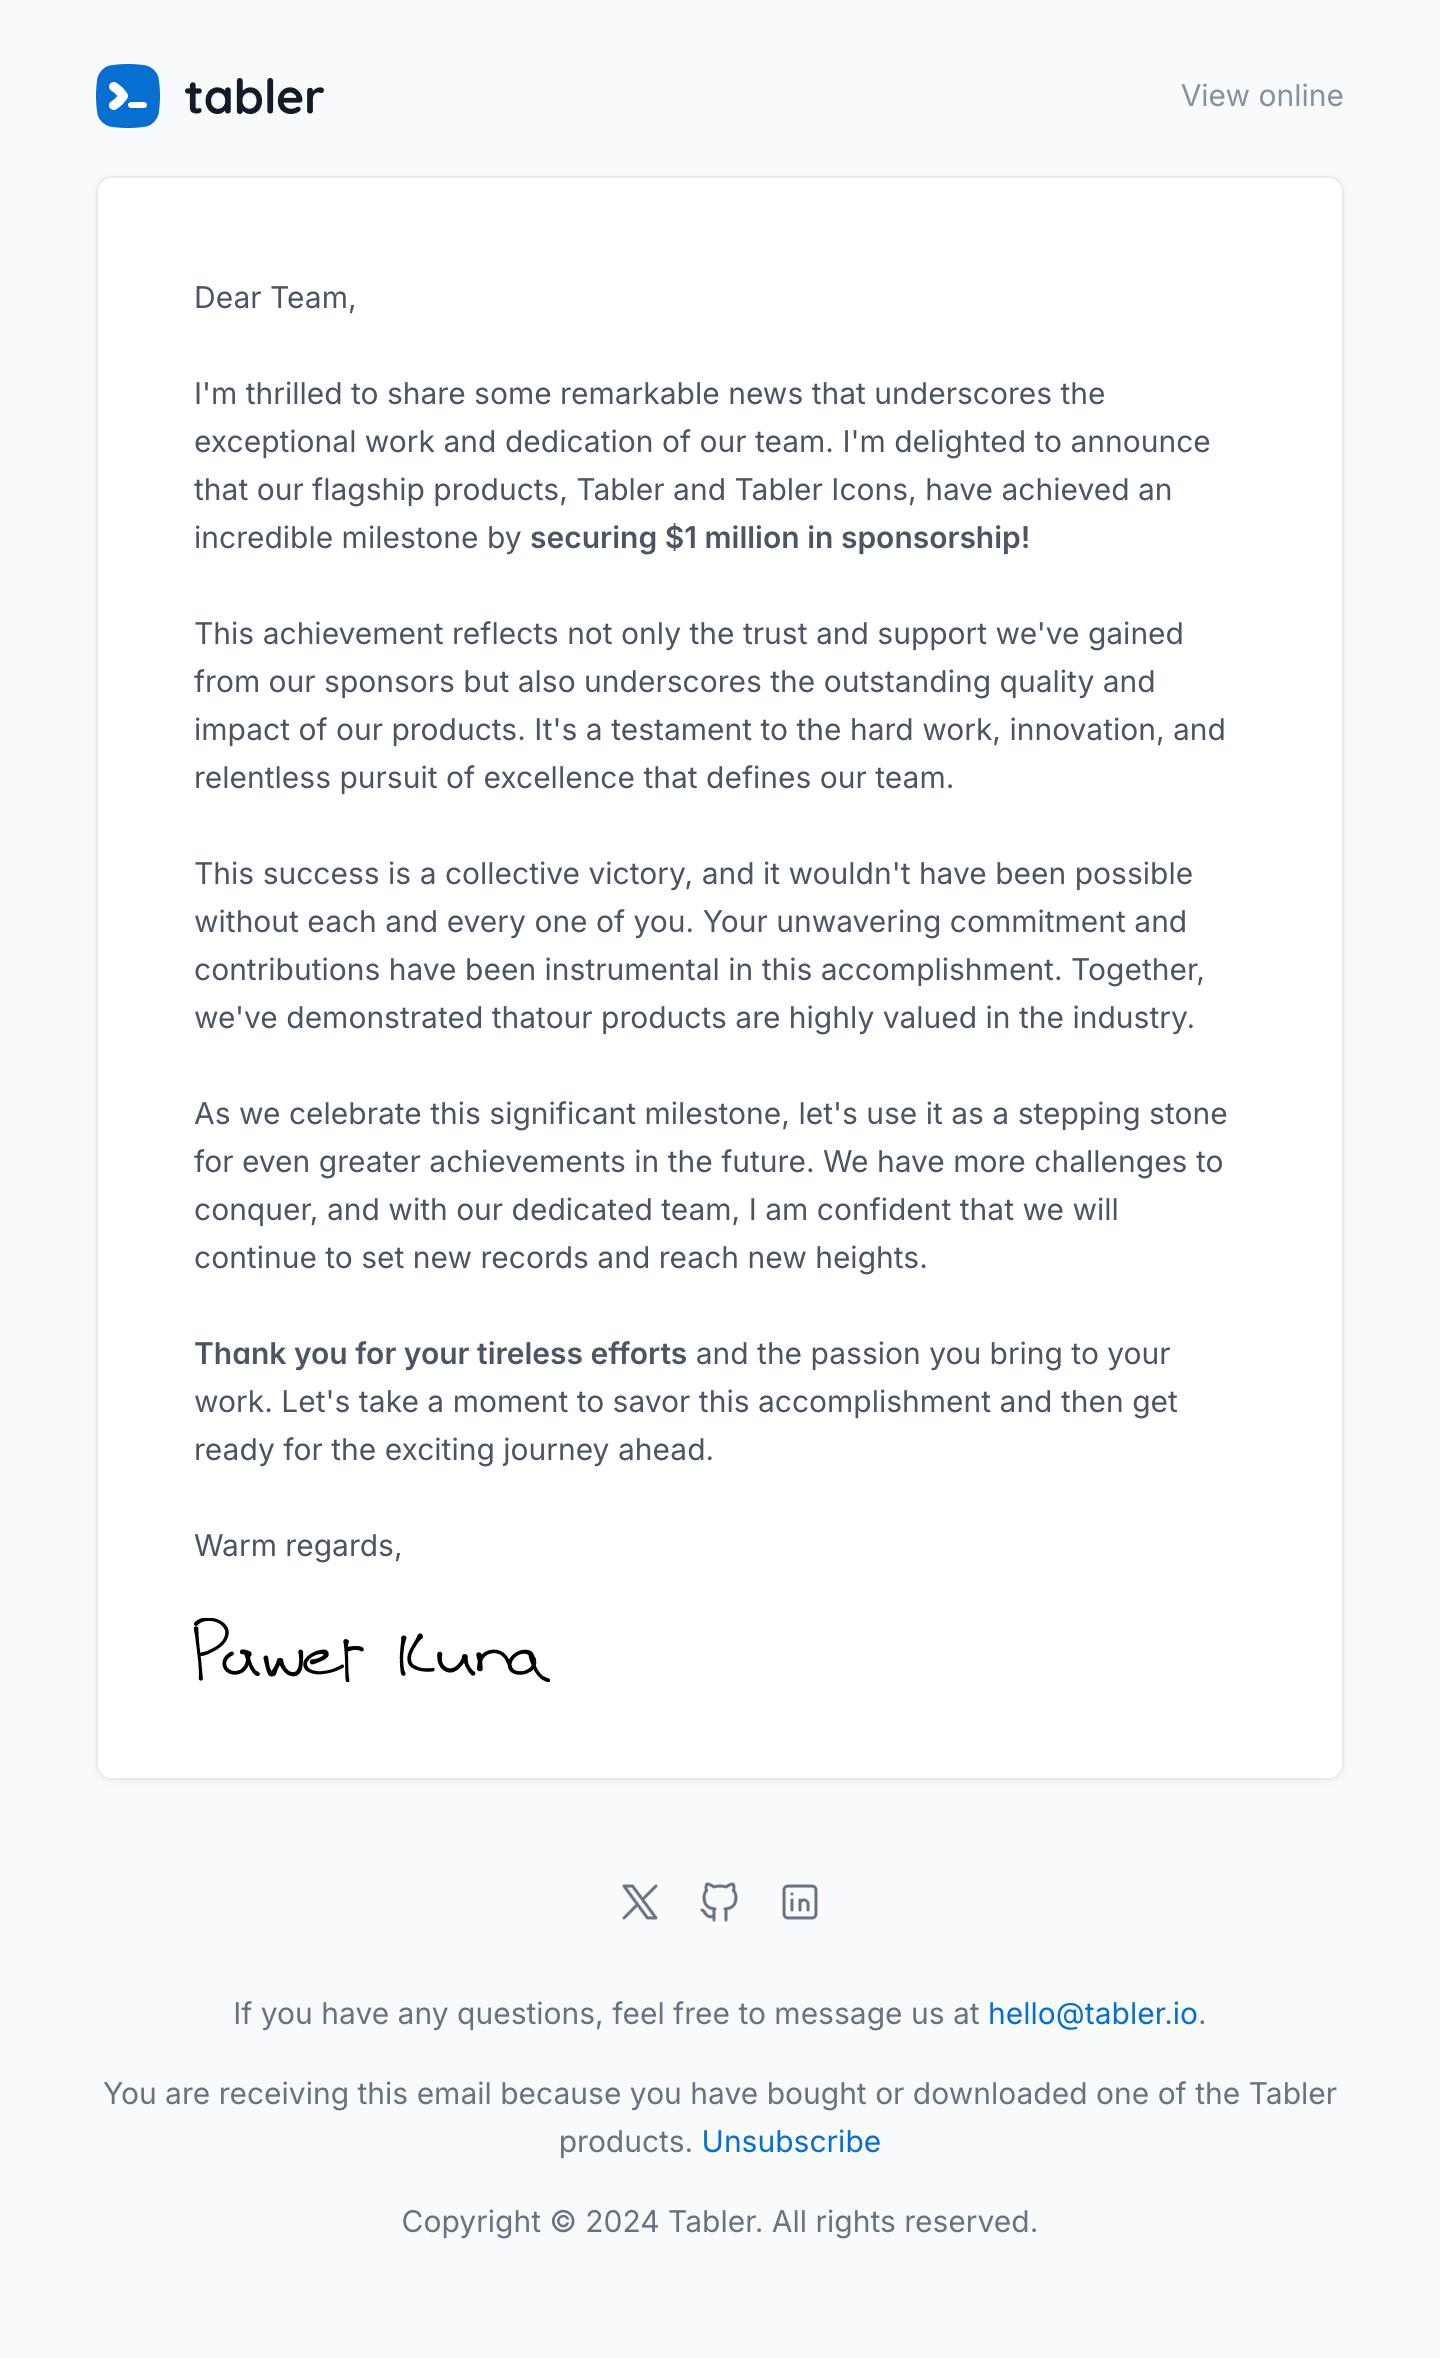 tabler
View online
Dear Team,
I'm thrilled to share some remarkable news that underscores the
exceptional work and dedication of our team. I'm delighted to announce
that our flagship products, Tabler and Tabler Icons, have achieved an
incredible milestone by securing $1 million in sponsorship!
This achievement reflects not only the trust and support we've gained
from our sponsors but also underscores the outstanding quality and
impact of our products. It's a testament to the hard work, innovation, and
relentless pursuit of excellence that defines our team.
This success is a collective victory, and it wouldn't have been possible
without each and every one of you. Your unwavering commitment and
contributions have been instrumental in this accomplishment. Together,
we've demonstrated thatour products are highly valued in the industry.
As we celebrate this significant milestone, let's use it as a stepping stone
for even greater achievements in the future. We have more challenges to
conquer, and with our dedicated team, I am confident that we will
continue to set new records and reach new heights.
Thank you for your tireless efforts and the passion you bring to your
work. Let's take a moment to savor this accomplishment and then get
ready for the exciting journey ahead.
Warm regards,
Paweł Kuna
If you have any questions, feel free to message us at hello@tabler.io.
You are receiving this email because you have bought or downloaded one of the Tabler
products. Unsubscribe
Copyright © 2024 Tabler. All rights reserved.